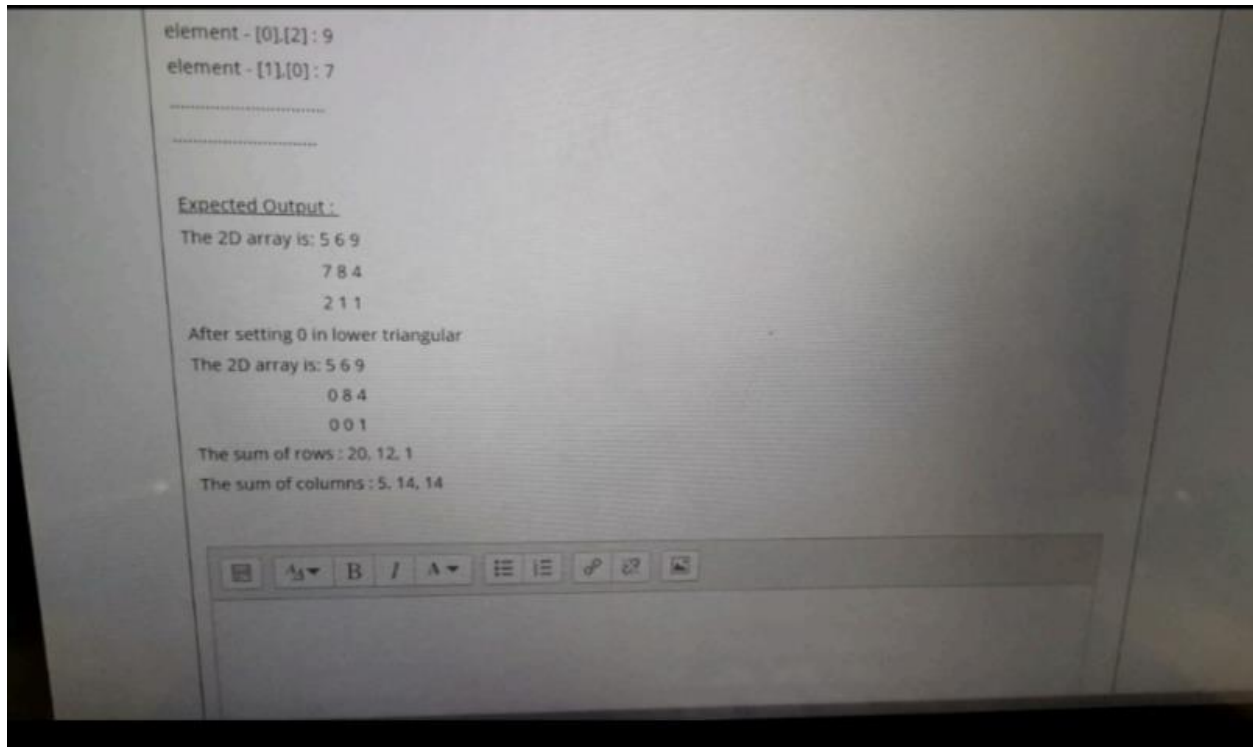 element - [0],[2] : 9
element - [1],[0] : 7
................................
................................
Expected Output :
The 2D array is: 5 6 9
7 8 4
2 1 1
After setting 0 in lower triangular
The 2D array is: 5 6 9
0 8 4
0 0 1
The sum of rows : 20, 12, 1
The sum of columns : 5, 14, 14
B I A